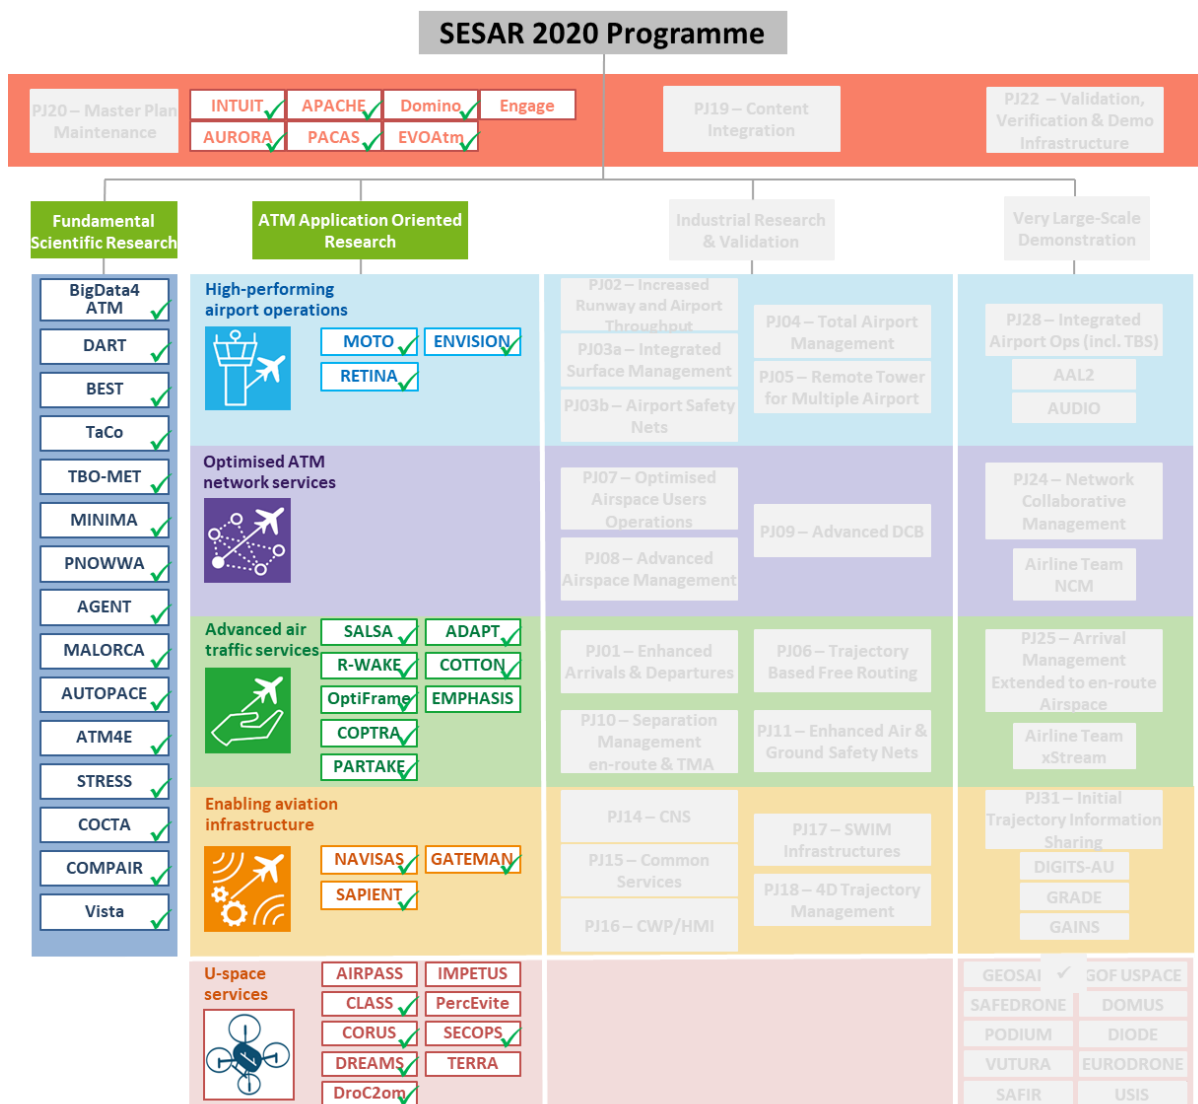 SESAR 2020 Programme
PJ20 – Master Plan
Maintenance
INTUIT
APACHE
Domino
Engage
AURORA
PACAS
EVOAtm
PJ19 – Content
Integration
PJ22 – Validation,
Verification & Demo
Infrastructure
Fundamental
Scientific Research
ATM Application Oriented
Research
Industrial Research
& Validation
Very Large-Scale
Demonstration
BigData4
ATM
DART
BEST
TaCo
TBO-MET
MINIMA
PNOWWA
AGENT
MALORCA
AUTOPACE
ATM4E
STRESS
COCTA
COMPAIR
Vista
High-performing
airport operations
MOTO
ENVISION
RETINA
PJ02 – Increased
Runway and Airport
Throughput
PJ03a – Integrated
Surface Management
PJ03b – Airport Safety
Nets
PJ04 – Total Airport
Management
PJ05 – Remote Tower
for Multiple Airport
PJ28 – Integrated
Airport Ops (incl. TBS)
AAL2
AUDIO
Optimised ATM
network services
PJ07 – Optimised
Airspace Users
Operations
PJ08 – Advanced
Airspace Management
PJ09 – Advanced DCB
PJ24 – Network
Collaborative
Management
Airline Team
NCM
Advanced air
traffic services
SALSA
ADAPT
R-WAKE
COTTON
OptiFrame
EMPHASIS
COPTRA
PARTAKE
PJ01 – Enhanced
Arrivals & Departures
PJ10 – Separation
Management
en-route & TMA
PJ06 – Trajectory
Based Free Routing
PJ11 – Enhanced Air &
Ground Safety Nets
PJ25 – Arrival
Management
Extended to en-route
Airspace
Airline Team
xStream
Enabling aviation
infrastructure
NAVISAS
GATEMAN
SAPIENT
PJ14 – CNS
PJ15 – Common
Services
PJ16 – CWP/HMI
PJ17 – SWIM
Infrastructures
PJ18 – 4D Trajectory
Management
PJ31 – Initial
Trajectory Information
Sharing
DIGITS-AU
GRADE
GAINS
U-space
services
AIRPASS
IMPETUS
CLASS
PercEvite
CORUS
SECOPS
DREAMS
TERRA
DroC2om
GOF USPACE
SAFEDRONE
DOMUS
PODIUM
DIODE
VUTURA
EURODRONE
SAFIR
USIS